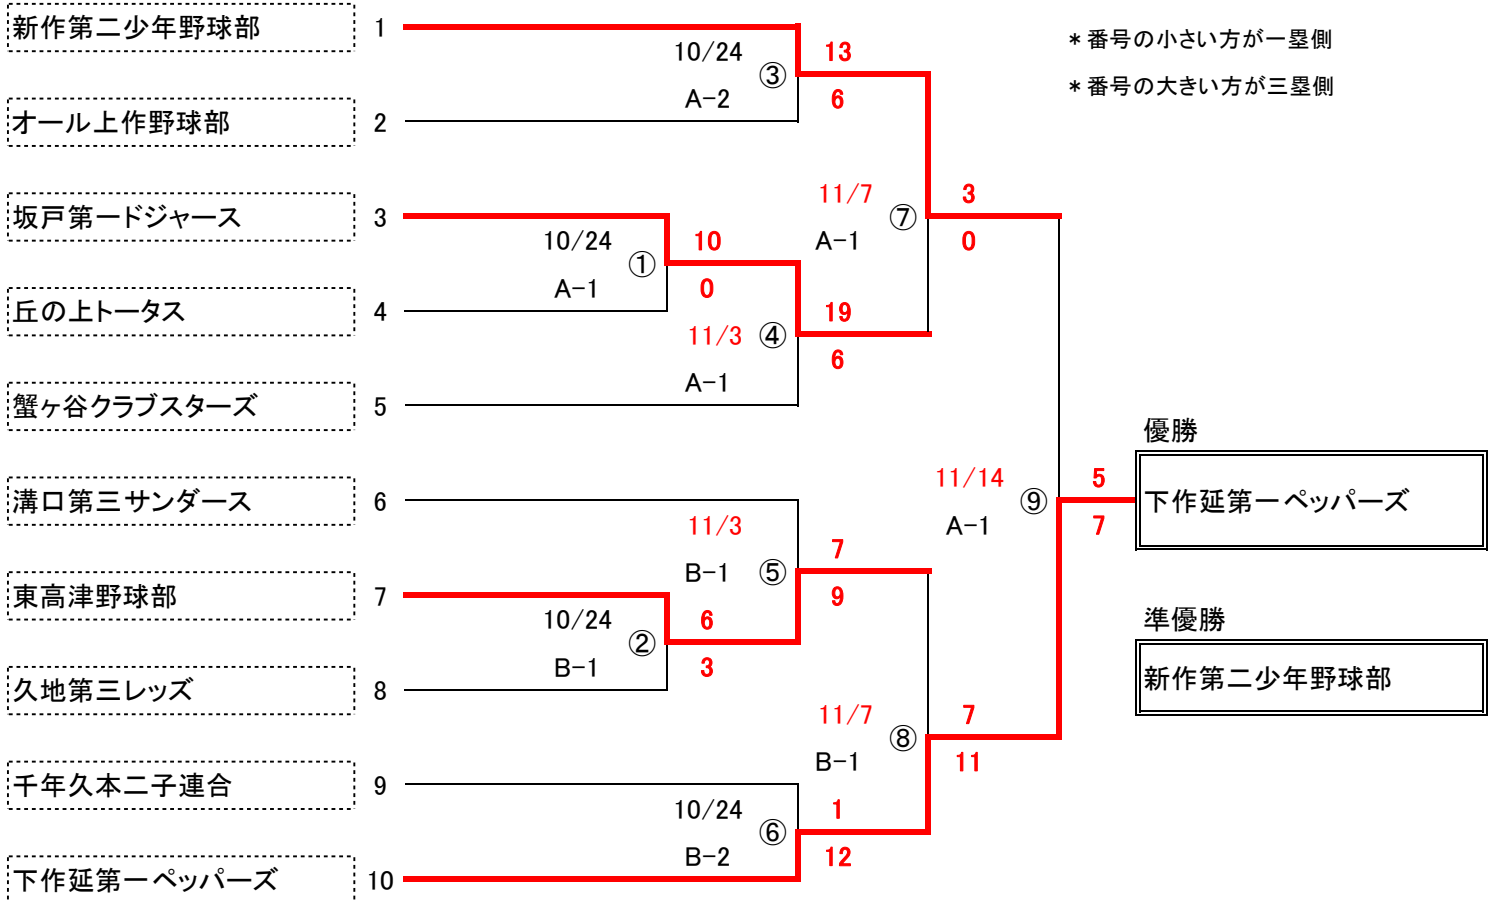 新作第二少年野球部 1
10/24 ③ 13
A-2 6
オール上作野球部 2
＊番号の小さい方が一塁側
＊番号の大きい方が三塁側
坂戸第一ドジャース 3
10/24 ① 10
A-1 0
丘の上トータス 4
11/7 ⑦ 3
A-1 0
11/3 ④ 19
A-1 6
蟹ヶ谷クラブスターズ 5
溝口第三サンダース 6
11/3 7
B-1 ⑤ 9
東高津野球部 7
10/24 ② 6
B-1 3
久地第三レッズ 8
11/14 ⑨ 5
A-1 7
優勝
下作延第一ペッパーズ
準優勝
新作第二少年野球部
11/7 ⑧ 7
B-1 11
千年久本二子連合 9
10/24 ⑥ 1
B-2 12
下作延第一ペッパーズ 10